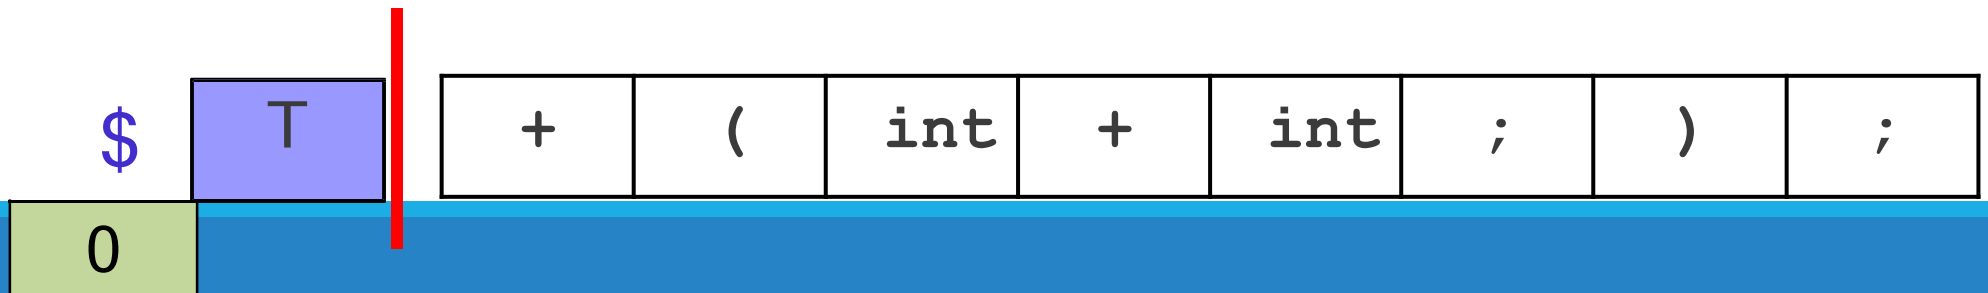 $ T + ( int + int ; ) ;
0